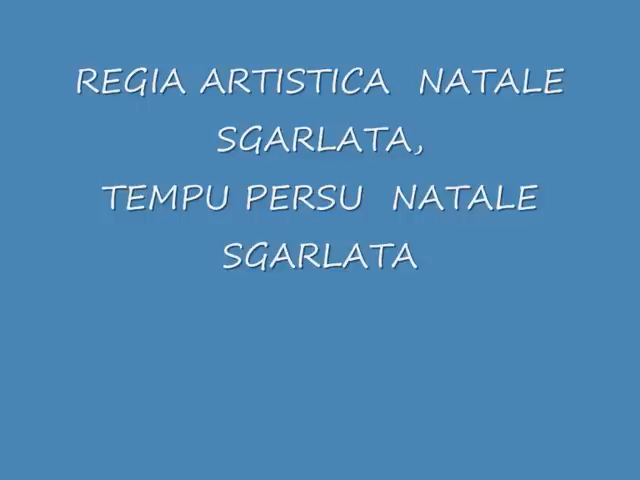 REGIA ARTISTICA NATALE
SGARLATA,
TEMPU PERSU NATALE
SGARLATA